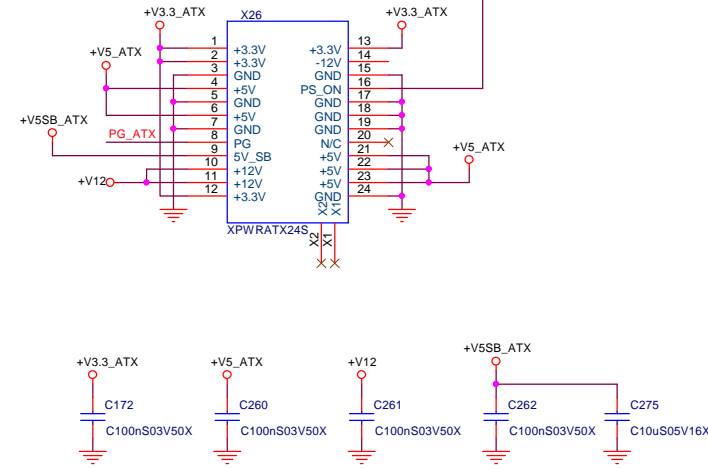 +V3.3_ATX
X26
+V3.3_ATX
+V5_ATX
+V5SB_ATX
PG_ATX
+V12
+V5_ATX
1 +3.3V +3.3V 13
2 +3.3V -12V 14
3 GND GND 15
4 +5V PS_ON 16
5 GND GND 17
6 +5V GND 18
7 GND GND 19
8 PG N/C 20
9 5V_SB +5V 21
10 +12V +5V 22
11 +12V +5V 23
12 +3.3V GND 24
X2 X1
XPWRATX24S
X2 X1
+V3.3_ATX
+V5_ATX
+V12
+V5SB_ATX
C172
C100nS03V50X
C260
C100nS03V50X
C261
C100nS03V50X
C262
C100nS03V50X
C275
C10uS05V16X